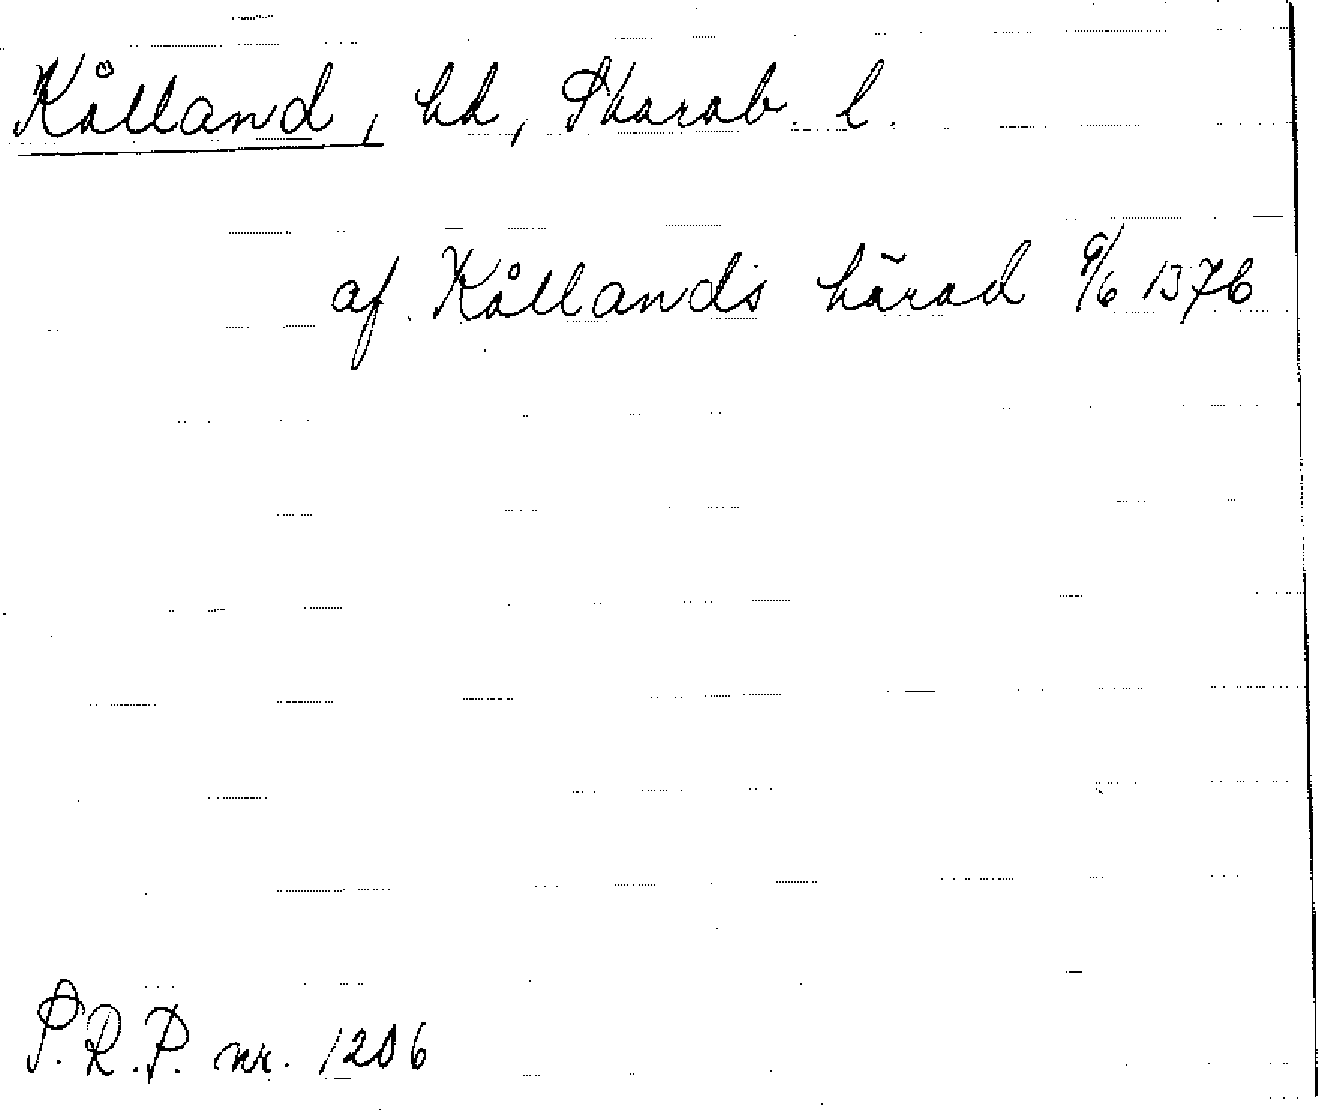 Kålland, hd, Skarab. l.
af Kållands härad 9/6 1376
S.R.P. nr. 1206